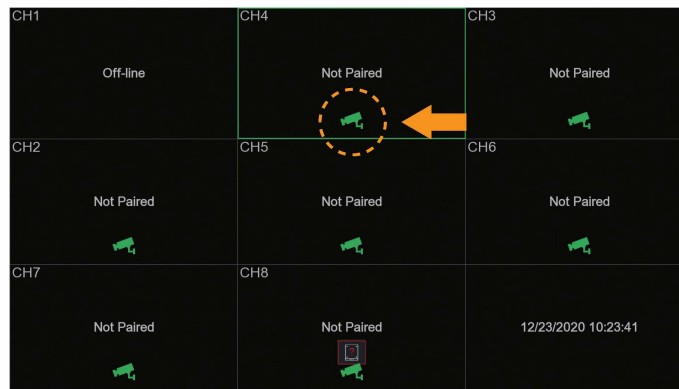 CH1
Off-line
CH4
Not Paired
CH3
Not Paired
CH2
Not Paired
CH5
Not Paired
CH6
Not Paired
CH7
Not Paired
CH8
Not Paired
12/23/2020 10:23:41